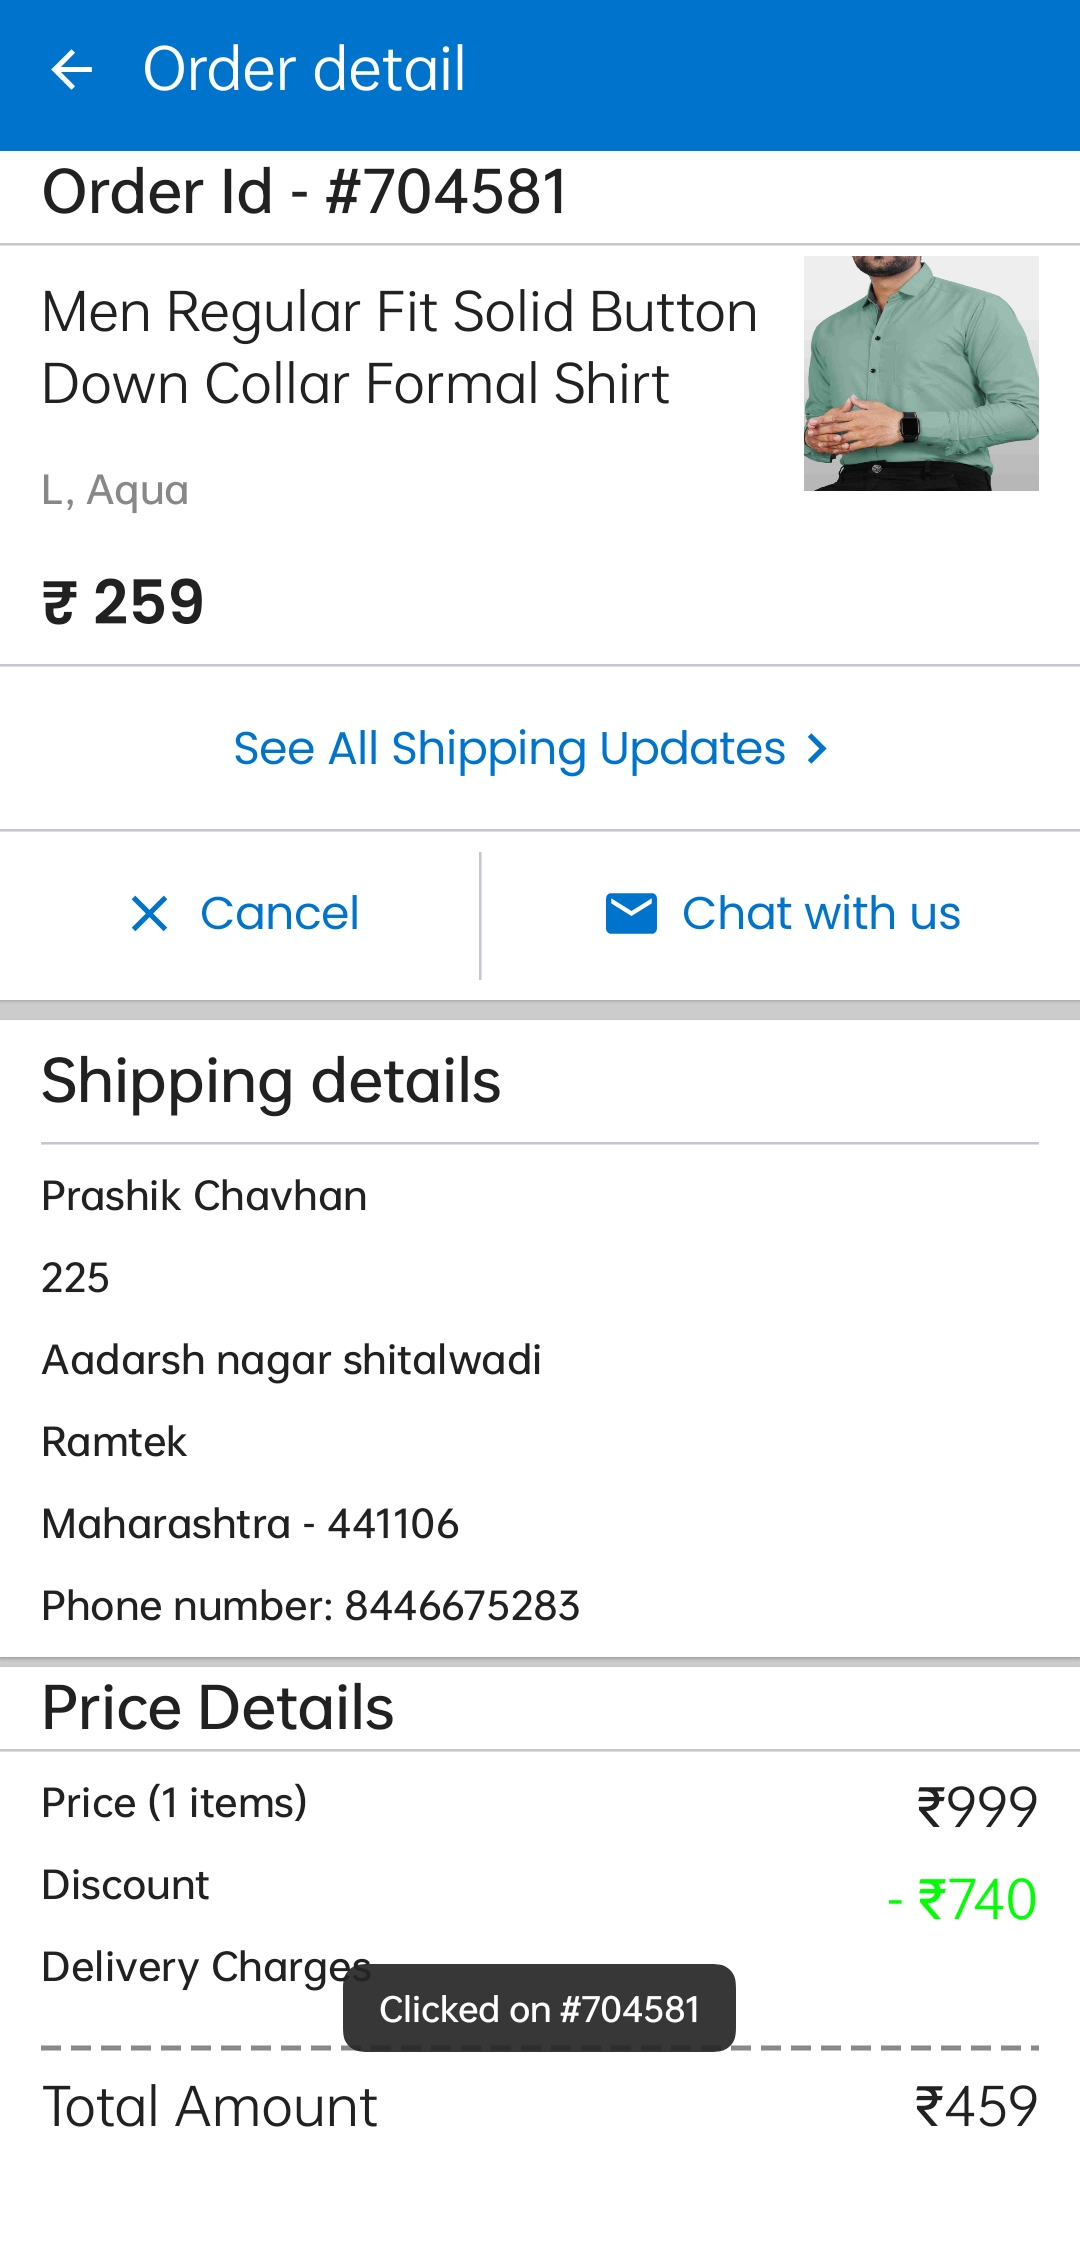 Order detail
Order Id - #704581
Men Regular Fit Solid Button
Down Collar Formal Shirt
L, Aqua
₹ 259
See All Shipping Updates
Cancel
Chat with us
Shipping details
Prashik Chavhan
225
Aadarsh nagar shitalwadi
Ramtek
Maharashtra - 441106
Phone number: 8446675283
Price Details
Price (1 items) ₹999
Discount - ₹740
Delivery Charges
Clicked on #704581
Total Amount ₹459